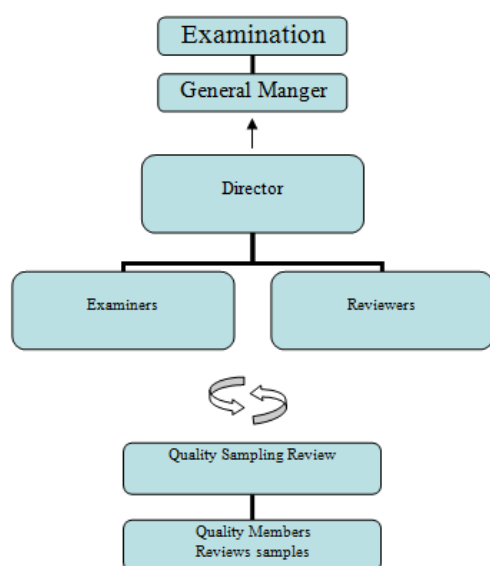 Examination
General Manger
Director
Examiners
Reviewers
Quality Sampling Review
Quality Members
Reviews samples